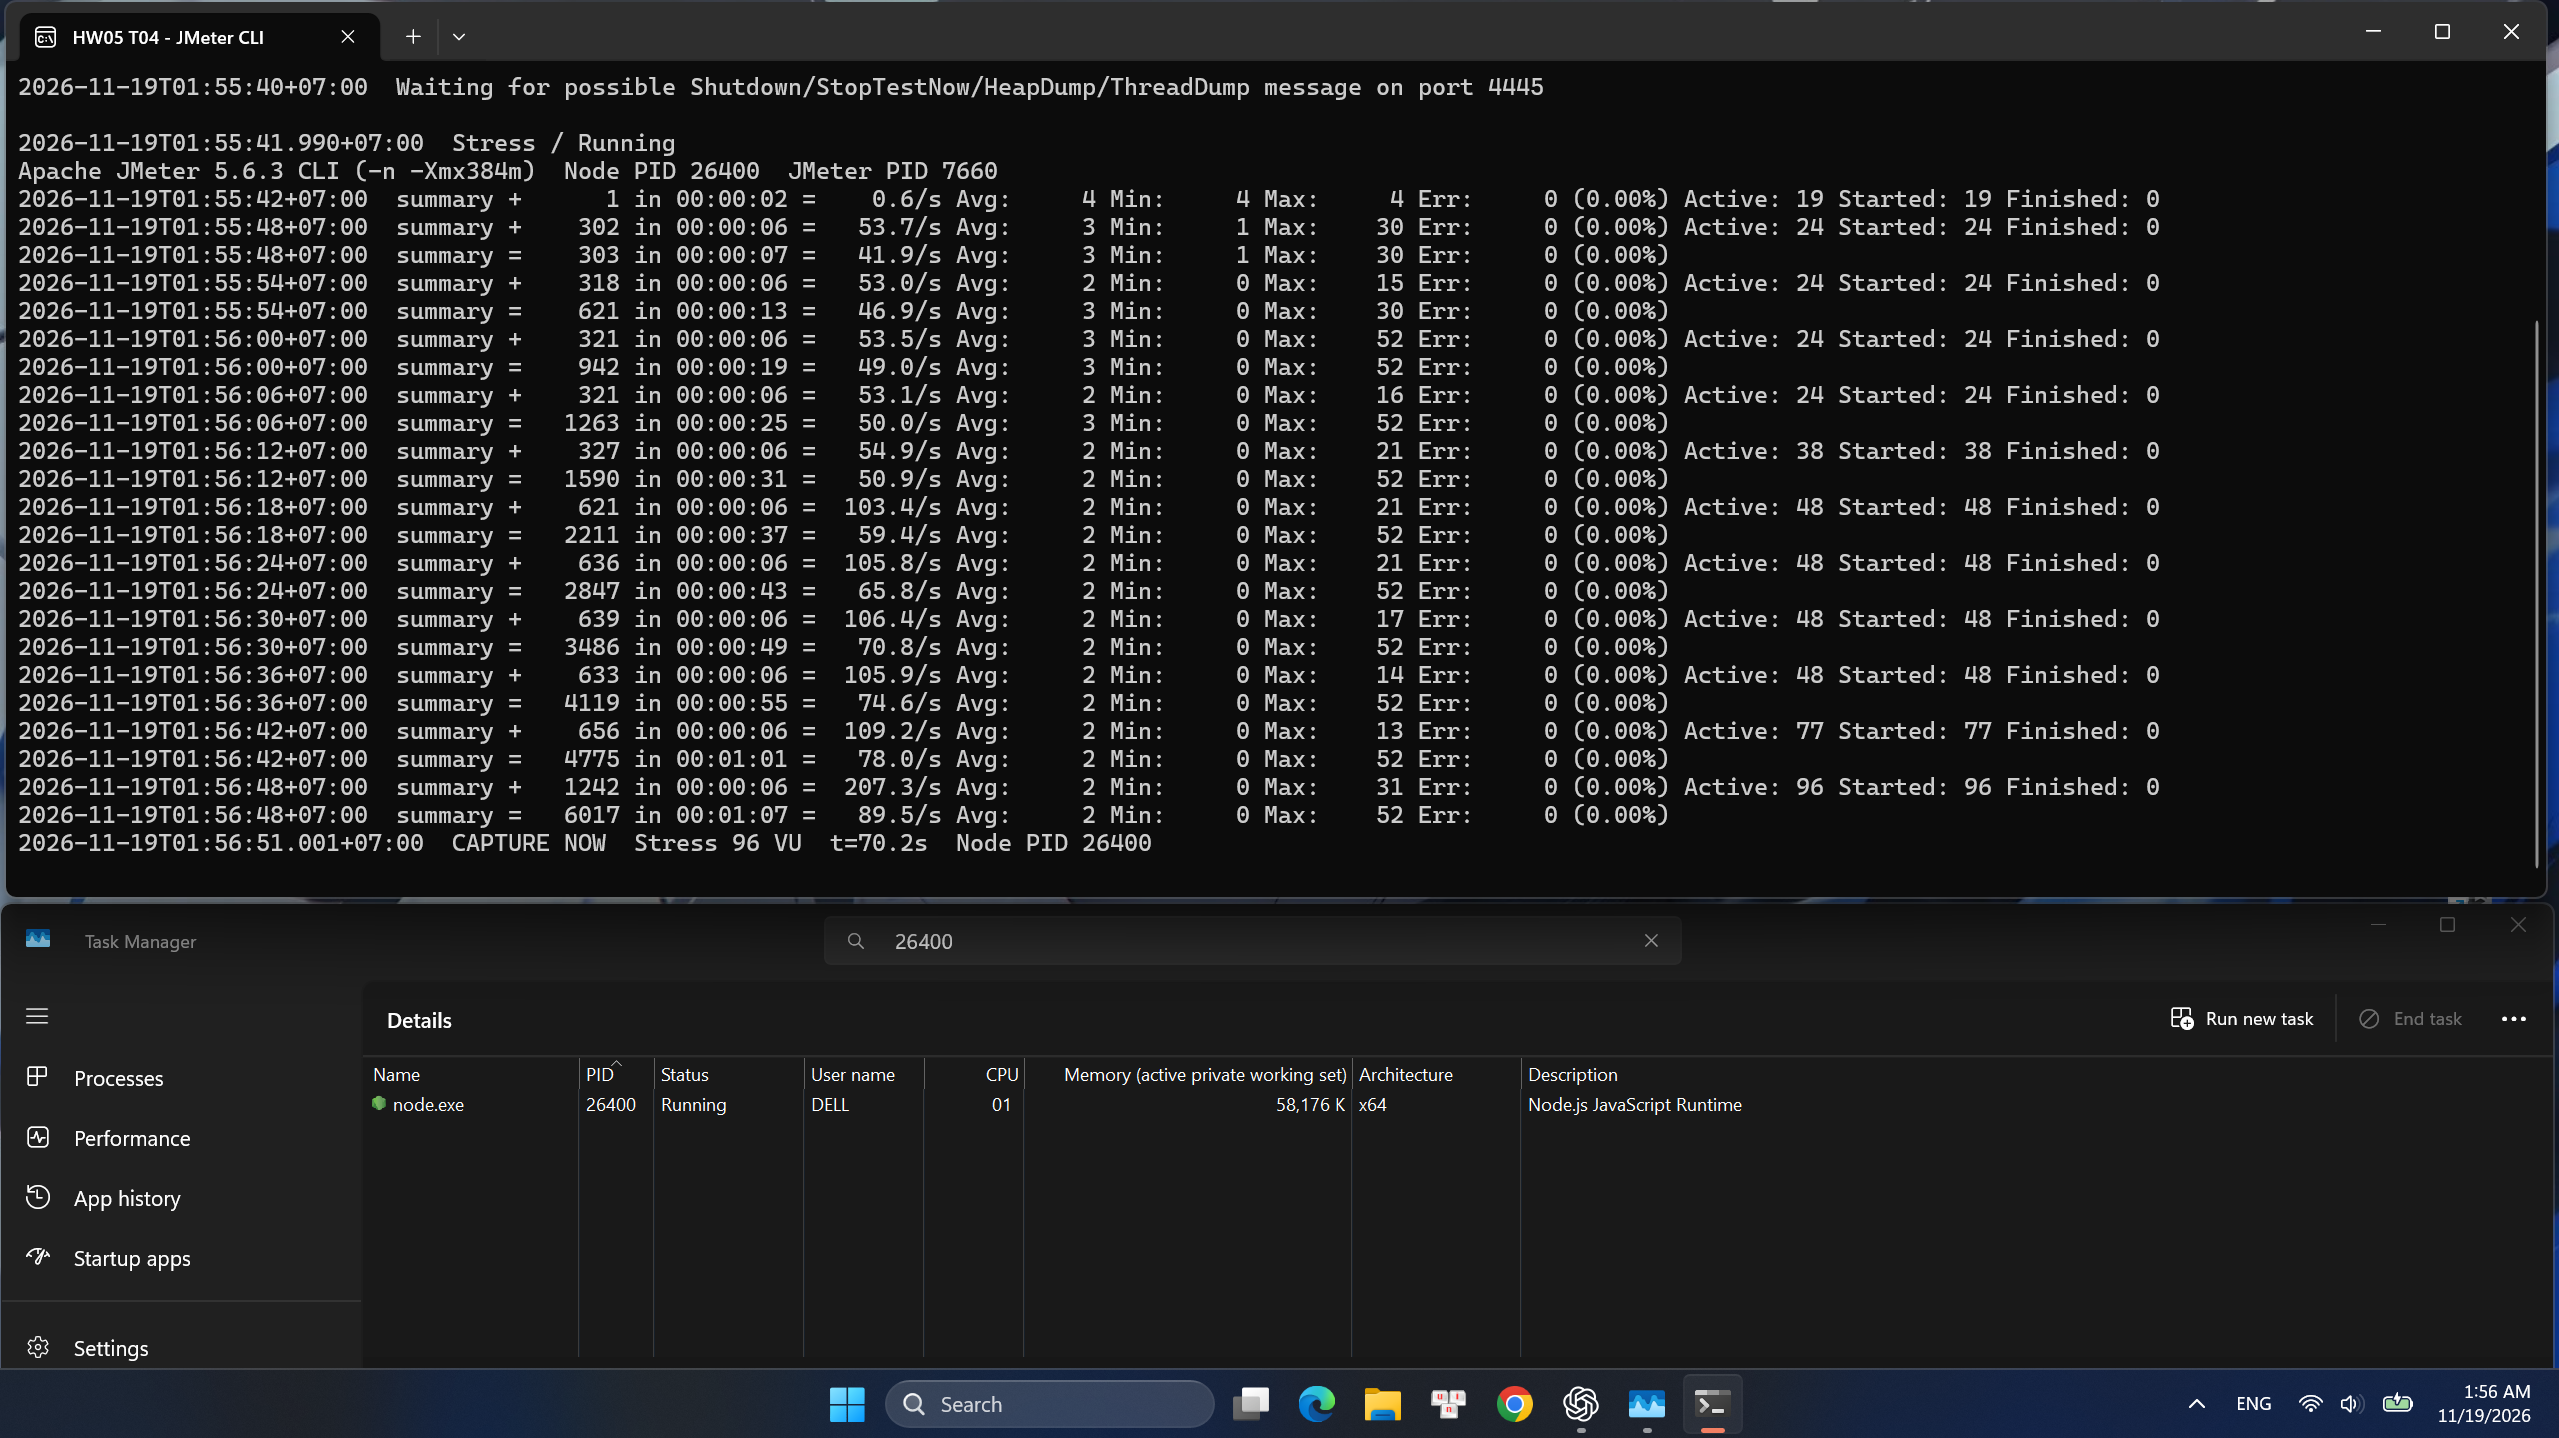 HW05 T04 - JMeter CLI
2026-11-19T01:55:40+07:00  Waiting for possible Shutdown/StopTestNow/HeapDump/ThreadDump message on port 4445
2026-11-19T01:55:41.990+07:00  Stress / Running
Apache JMeter 5.6.3 CLI (-n -Xmx384m)  Node PID 26400  JMeter PID 7660
2026-11-19T01:55:42+07:00  summary +      1 in 00:00:02 =    0.6/s Avg:     4 Min:     4 Max:     4 Err:     0 (0.00%) Active: 19 Started: 19 Finished: 0
2026-11-19T01:55:48+07:00  summary +    302 in 00:00:06 =   53.7/s Avg:     3 Min:     1 Max:    30 Err:     0 (0.00%) Active: 24 Started: 24 Finished: 0
2026-11-19T01:55:48+07:00  summary =    303 in 00:00:07 =   41.9/s Avg:     3 Min:     1 Max:    30 Err:     0 (0.00%)
2026-11-19T01:55:54+07:00  summary +    318 in 00:00:06 =   53.0/s Avg:     2 Min:     0 Max:    15 Err:     0 (0.00%) Active: 24 Started: 24 Finished: 0
2026-11-19T01:55:54+07:00  summary =    621 in 00:00:13 =   46.9/s Avg:     3 Min:     0 Max:    30 Err:     0 (0.00%)
2026-11-19T01:56:00+07:00  summary +    321 in 00:00:06 =   53.5/s Avg:     3 Min:     0 Max:    52 Err:     0 (0.00%) Active: 24 Started: 24 Finished: 0
2026-11-19T01:56:00+07:00  summary =    942 in 00:00:19 =   49.0/s Avg:     3 Min:     0 Max:    52 Err:     0 (0.00%)
2026-11-19T01:56:06+07:00  summary +    321 in 00:00:06 =   53.1/s Avg:     2 Min:     0 Max:    16 Err:     0 (0.00%) Active: 24 Started: 24 Finished: 0
2026-11-19T01:56:06+07:00  summary =   1263 in 00:00:25 =   50.0/s Avg:     3 Min:     0 Max:    52 Err:     0 (0.00%)
2026-11-19T01:56:12+07:00  summary +    327 in 00:00:06 =   54.9/s Avg:     2 Min:     0 Max:    21 Err:     0 (0.00%) Active: 38 Started: 38 Finished: 0
2026-11-19T01:56:12+07:00  summary =   1590 in 00:00:31 =   50.9/s Avg:     2 Min:     0 Max:    52 Err:     0 (0.00%)
2026-11-19T01:56:18+07:00  summary +    621 in 00:00:06 =  103.4/s Avg:     2 Min:     0 Max:    21 Err:     0 (0.00%) Active: 48 Started: 48 Finished: 0
2026-11-19T01:56:18+07:00  summary =   2211 in 00:00:37 =   59.4/s Avg:     2 Min:     0 Max:    52 Err:     0 (0.00%)
2026-11-19T01:56:24+07:00  summary +    636 in 00:00:06 =  105.8/s Avg:     2 Min:     0 Max:    21 Err:     0 (0.00%) Active: 48 Started: 48 Finished: 0
2026-11-19T01:56:24+07:00  summary =   2847 in 00:00:43 =   65.8/s Avg:     2 Min:     0 Max:    52 Err:     0 (0.00%)
2026-11-19T01:56:30+07:00  summary +    639 in 00:00:06 =  106.4/s Avg:     2 Min:     0 Max:    17 Err:     0 (0.00%) Active: 48 Started: 48 Finished: 0
2026-11-19T01:56:30+07:00  summary =   3486 in 00:00:49 =   70.8/s Avg:     2 Min:     0 Max:    52 Err:     0 (0.00%)
2026-11-19T01:56:36+07:00  summary +    633 in 00:00:06 =  105.9/s Avg:     2 Min:     0 Max:    14 Err:     0 (0.00%) Active: 48 Started: 48 Finished: 0
2026-11-19T01:56:36+07:00  summary =   4119 in 00:00:55 =   74.6/s Avg:     2 Min:     0 Max:    52 Err:     0 (0.00%)
2026-11-19T01:56:42+07:00  summary +    656 in 00:00:06 =  109.2/s Avg:     2 Min:     0 Max:    13 Err:     0 (0.00%) Active: 77 Started: 77 Finished: 0
2026-11-19T01:56:42+07:00  summary =   4775 in 00:01:01 =   78.0/s Avg:     2 Min:     0 Max:    52 Err:     0 (0.00%)
2026-11-19T01:56:48+07:00  summary +   1242 in 00:00:06 =  207.3/s Avg:     2 Min:     0 Max:    31 Err:     0 (0.00%) Active: 96 Started: 96 Finished: 0
2026-11-19T01:56:48+07:00  summary =   6017 in 00:01:07 =   89.5/s Avg:     2 Min:     0 Max:    52 Err:     0 (0.00%)
2026-11-19T01:56:51.001+07:00  CAPTURE NOW  Stress 96 VU  t=70.2s  Node PID 26400
Task Manager
26400
Details
Run new task
End task
Processes
Performance
App history
Startup apps
Settings
Name PID Status User name CPU Memory (active private working set) Architecture Description
node.exe 26400 Running DELL 01 58,176 K x64 Node.js JavaScript Runtime
Search
ENG
1:56 AM
11/19/2026